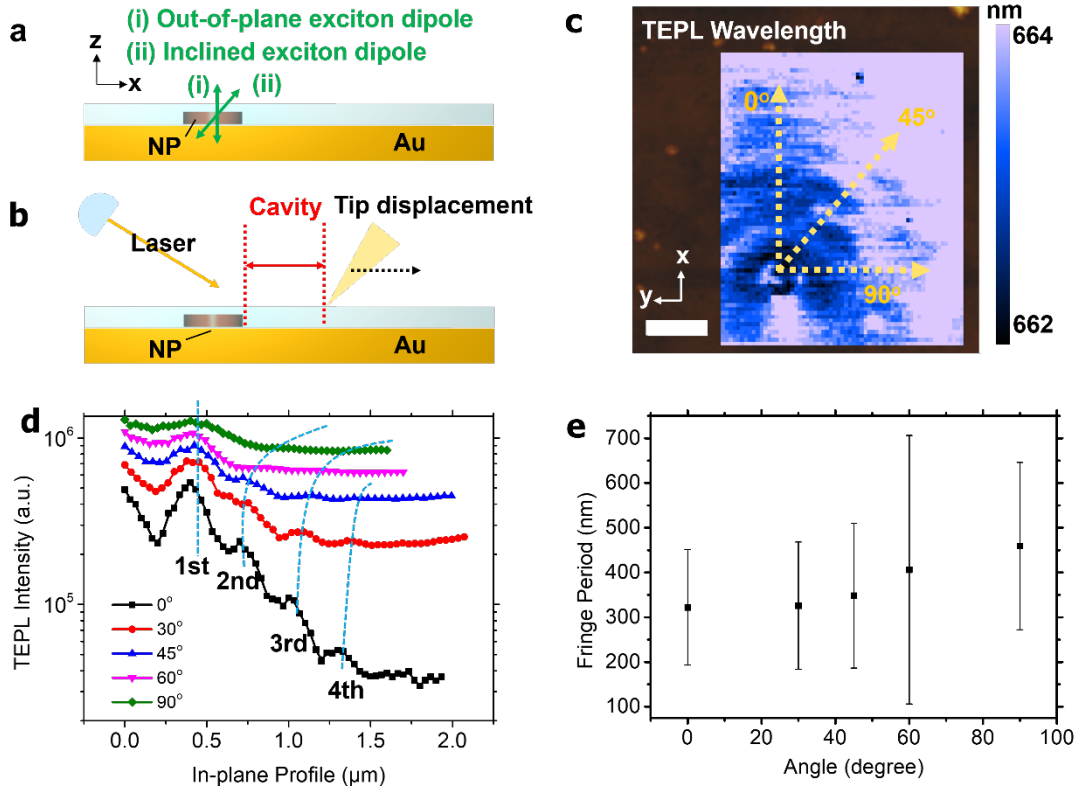 a
(i) Out-of-plane exciton dipole
(ii) Inclined exciton dipole
z
x
(i)
(ii)
NP
Au
b
Cavity
Tip displacement
Laser
NP
Au
c
nm
TEPL Wavelength
664
0°
45°
90°
x
y
662
d
10⁶
10⁵
TEPL Intensity (a.u.)
1st
2nd
3rd
4th
0°
30°
45°
60°
90°
0.0 0.5 1.0 1.5 2.0
In-plane Profile (µm)
e
700
600
500
400
300
200
100
Fringe Period (nm)
0 20 40 60 80 100
Angle (degree)